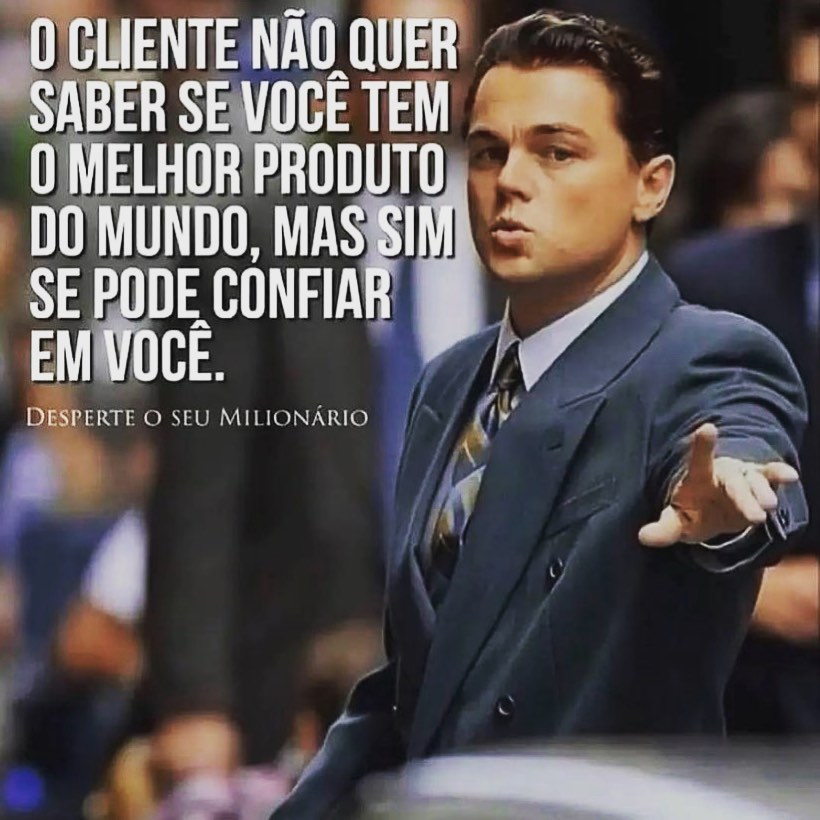 O CLIENTE NÃO QUER
SABER SE VOCÊ TEM
O MELHOR PRODUTO
DO MUNDO, MAS SIM
SE PODE CONFIAR
EM VOCÊ.
DESPERTE O SEU MILIONÁRIO